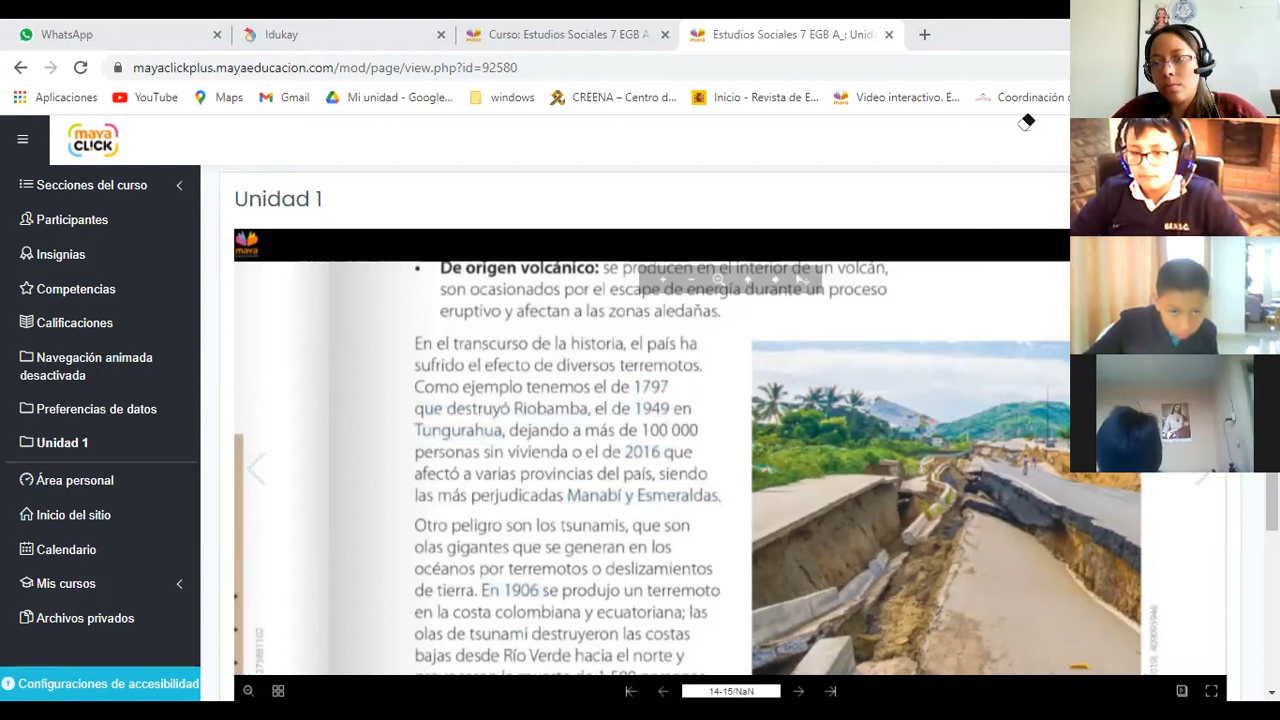 WhatsApp
Idukay
Curso: Estudios Sociales 7 EGB A
Estudios Sociales 7 EGB A_: Unid
mayaclickplus.mayaeducacion.com/mod/page/view.php?id=92580
Aplicaciones
YouTube
Maps
Gmail
Mi unidad - Google...
windows
CREENA – Centro d...
Inicio - Revista de E...
Video interactivo. E...
Coordinación
maya
CLICK
Secciones del curso
Participantes
Insignias
Competencias
Calificaciones
Navegación animada
desactivada
Preferencias de datos
Unidad 1
Área personal
Inicio del sitio
Calendario
Mis cursos
Archivos privados
Configuraciones de accesibilidad
Unidad 1
maya
• De origen volcánico: se producen en el interior de un volcán,
son ocasionados por el escape de energía durante un proceso
eruptivo y afectan a las zonas aledañas.
En el transcurso de la historia, el país ha
sufrido el efecto de diversos terremotos.
Como ejemplo tenemos el de 1797
que destruyó Riobamba, el de 1949 en
Tungurahua, dejando a más de 100 000
personas sin vivienda o el de 2016 que
afectó a varias provincias del país, siendo
las más perjudicadas Manabí y Esmeraldas.
Otro peligro son los tsunamis, que son
olas gigantes que se generan en los
océanos por terremotos o deslizamientos
de tierra. En 1906 se produjo un terremoto
en la costa colombiana y ecuatoriana; las
olas de tsunami destruyeron las costas
bajas desde Río Verde hacia el norte y
14-15/NaN